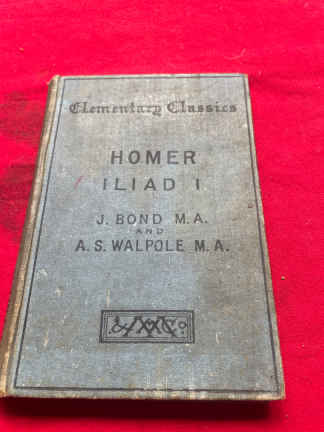 Elementary Classics
HOMER
ILIAD I
J. BOND M.A.
AND
A.S. WALPOLE M.A.